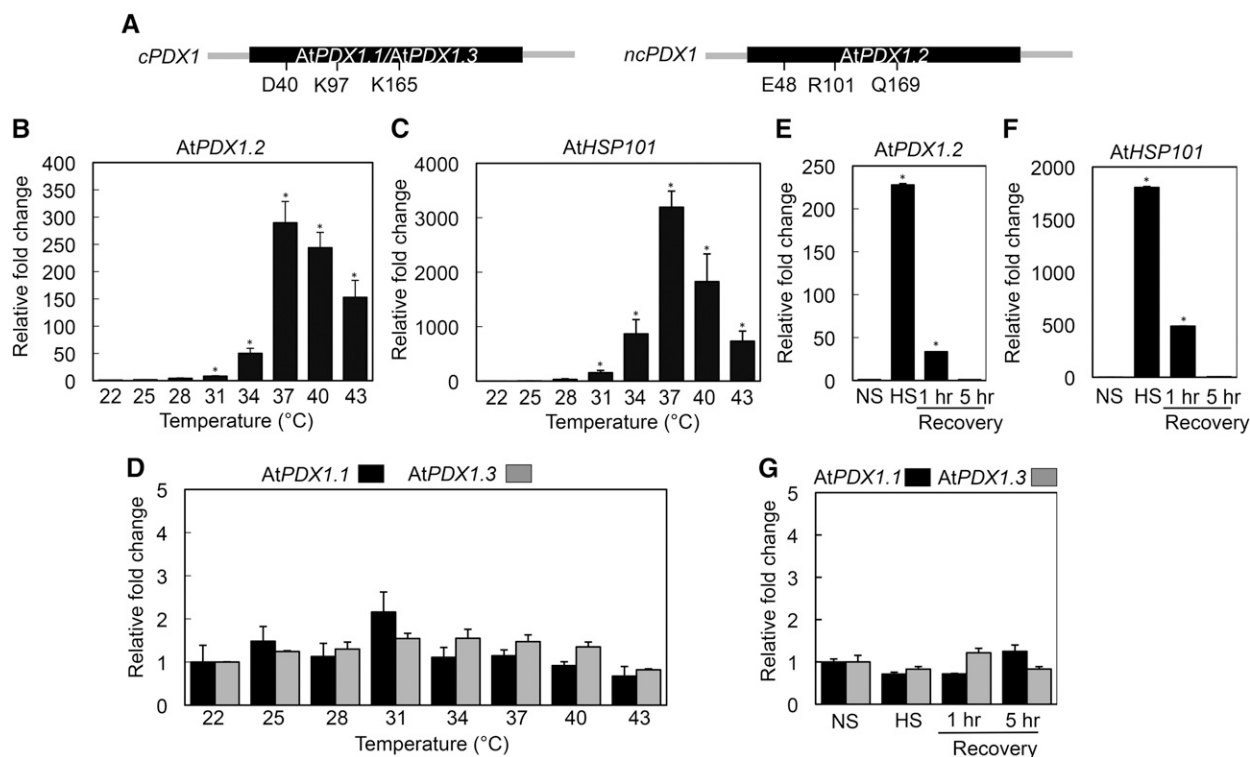 A
cPDX1
AtPDX1.1/AtPDX1.3
D40 K97 K165
ncPDX1
AtPDX1.2
E48 R101 Q169
B
AtPDX1.2
Relative fold change
400
350
300
250
200
150
100
50
0
* * * * *
22 25 28 31 34 37 40 43
Temperature (°C)
C
AtHSP101
Relative fold change
4000
3000
2000
1000
0
* * * * *
22 25 28 31 34 37 40 43
Temperature (°C)
E
AtPDX1.2
Relative fold change
250
200
150
100
50
0
* *
NS HS 1 hr 5 hr
Recovery
F
AtHSP101
Relative fold change
2000
1500
1000
500
0
* *
NS HS 1 hr 5 hr
Recovery
D
AtPDX1.1 AtPDX1.3
Relative fold change
5
4
3
2
1
0
22 25 28 31 34 37 40 43
Temperature (°C)
G
AtPDX1.1 AtPDX1.3
Relative fold change
5
4
3
2
1
0
NS HS 1 hr 5 hr
Recovery